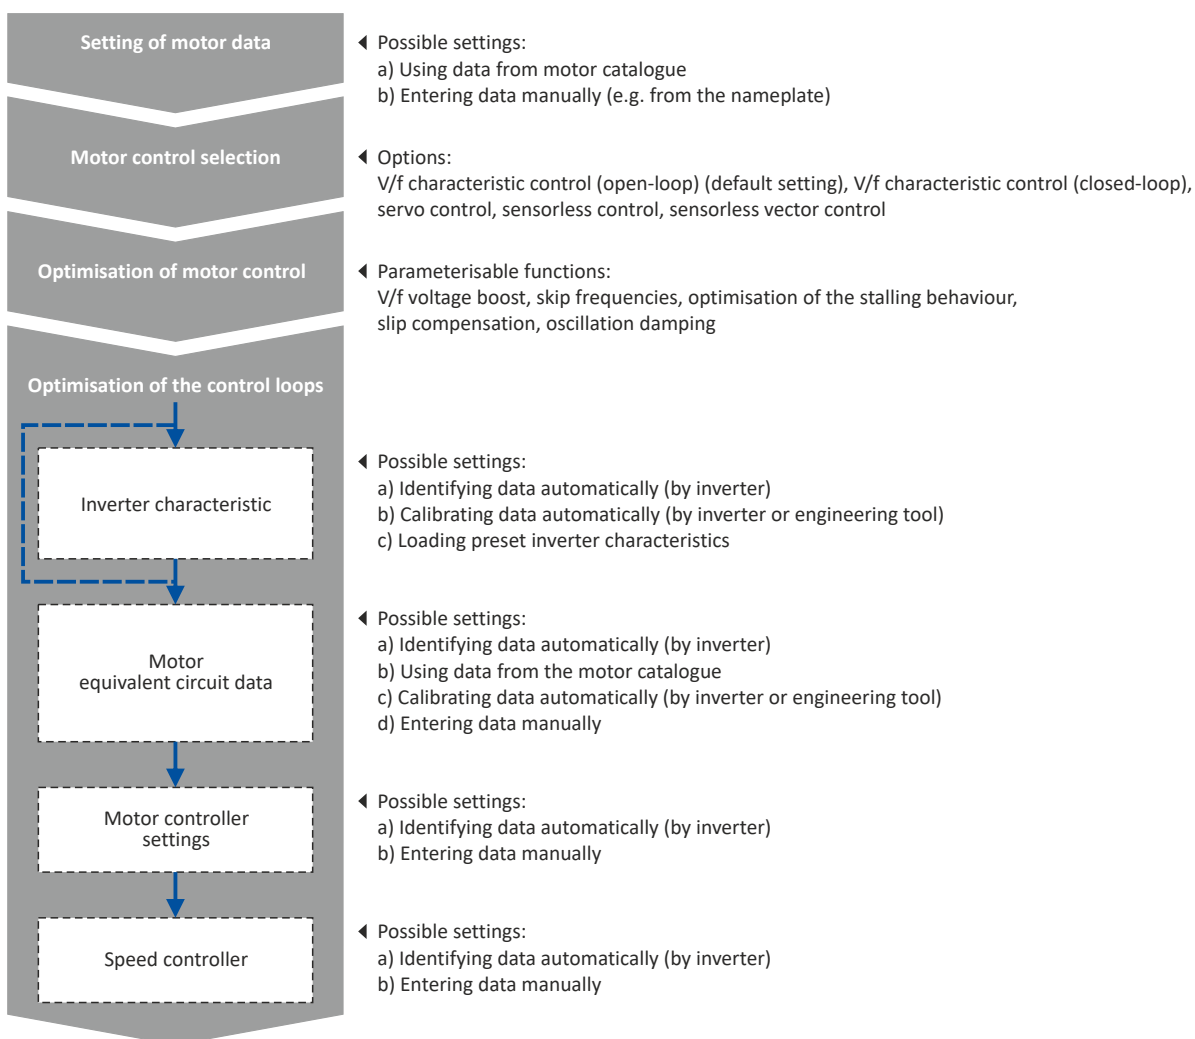 Setting of motor data
◀ Possible settings:
a) Using data from motor catalogue
b) Entering data manually (e.g. from the nameplate)
Motor control selection
◀ Options:
V/f characteristic control (open-loop) (default setting), V/f characteristic control (closed-loop),
servo control, sensorless control, sensorless vector control
Optimisation of motor control
◀ Parameterisable functions:
V/f voltage boost, skip frequencies, optimisation of the stalling behaviour,
slip compensation, oscillation damping
Optimisation of the control loops
Inverter characteristic
◀ Possible settings:
a) Identifying data automatically (by inverter)
b) Calibrating data automatically (by inverter or engineering tool)
c) Loading preset inverter characteristics
Motor
equivalent circuit data
◀ Possible settings:
a) Identifying data automatically (by inverter)
b) Using data from the motor catalogue
c) Calibrating data automatically (by inverter or engineering tool)
d) Entering data manually
Motor controller
settings
◀ Possible settings:
a) Identifying data automatically (by inverter)
b) Entering data manually
Speed controller
◀ Possible settings:
a) Identifying data automatically (by inverter)
b) Entering data manually